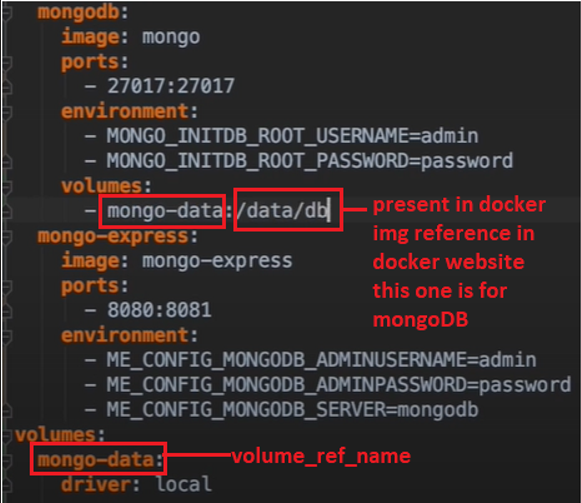 mongodb:
image: mongo
ports:
- 27017:27017
environment:
- MONGO_INITDB_ROOT_USERNAME=admin
- MONGO_INITDB_ROOT_PASSWORD=password
volumes:
- mongo-data:/data/db
present in docker
img reference in
docker website
this one is for
mongoDB
mongo-express:
image: mongo-express
ports:
- 8080:8081
environment:
- ME_CONFIG_MONGODB_ADMINUSERNAME=admin
- ME_CONFIG_MONGODB_ADMINPASSWORD=password
- ME_CONFIG_MONGODB_SERVER=mongodb
volumes:
mongo-data:
volume_ref_name
driver: local